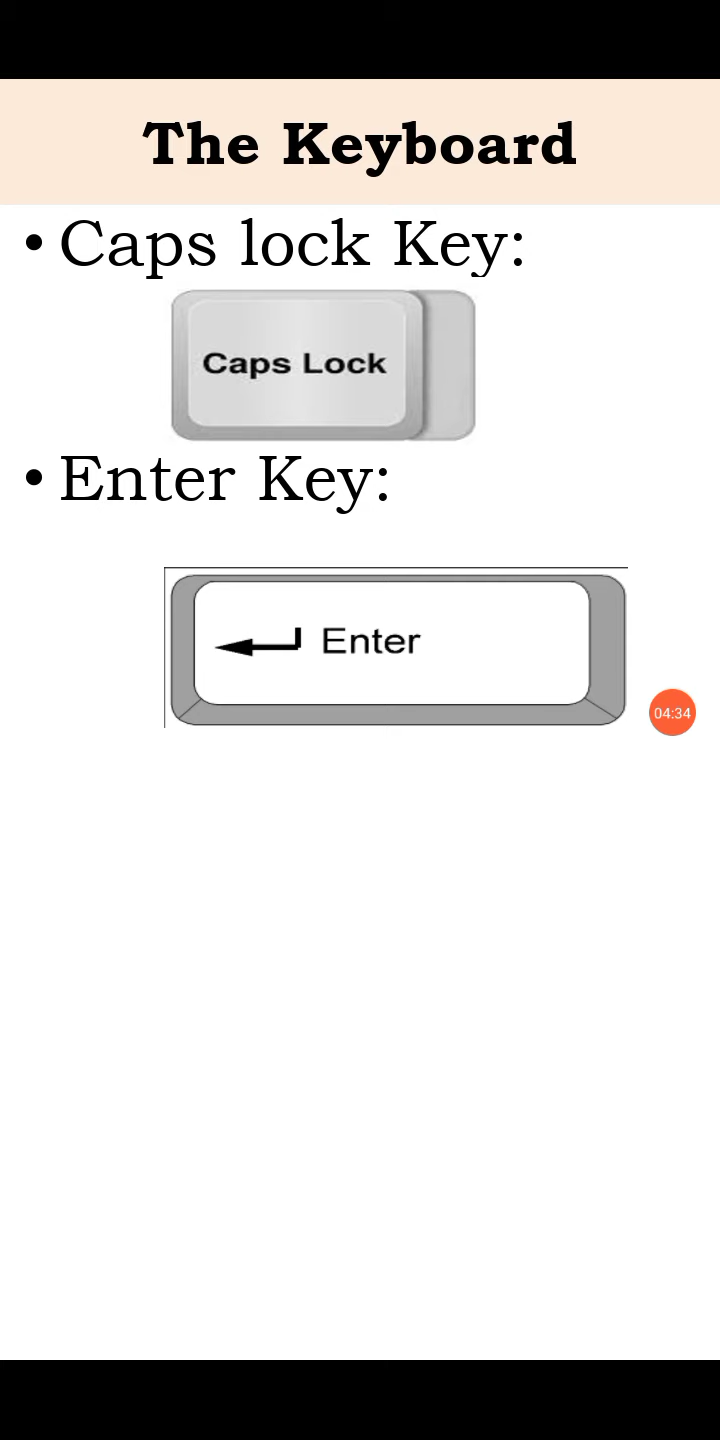 The Keyboard
• Caps lock Key:
Caps Lock
• Enter Key:
Enter
04:34